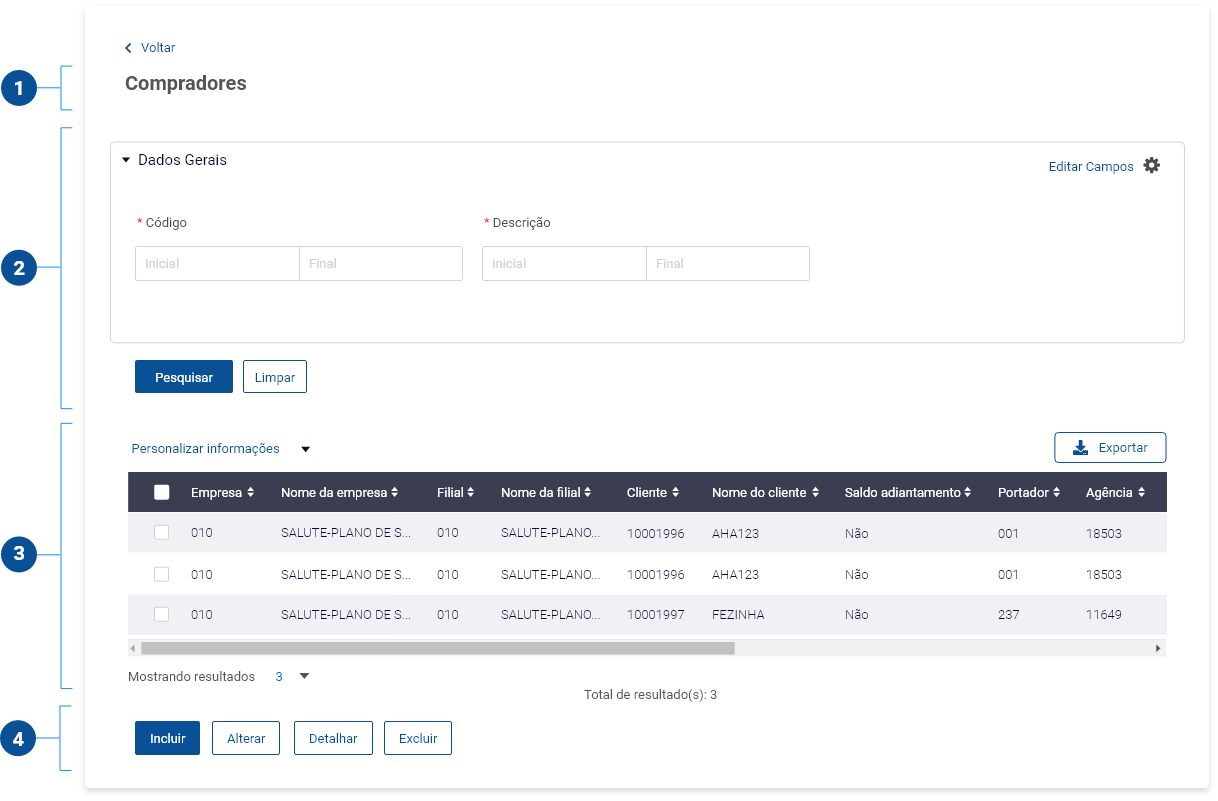 Voltar
1
Compradores
Dados Gerais
Editar Campos
* Código
* Descrição
Inicial Final Inicial Final
2
Pesquisar Limpar
Personalizar informações
Exportar
Empresa Nome da empresa Filial Nome da filial Cliente Nome do cliente Saldo adiantamento Portador Agência
010 SALUTE-PLANO DE S... 010 SALUTE-PLANO... 10001996 AHA123 Não 001 18503
3
010 SALUTE-PLANO DE S... 010 SALUTE-PLANO... 10001996 AHA123 Não 001 18503
010 SALUTE-PLANO DE S... 010 SALUTE-PLANO... 10001997 FEZINHA Não 237 11649
Mostrando resultados 3
Total de resultado(s): 3
4
Incluir Alterar Detalhar Excluir